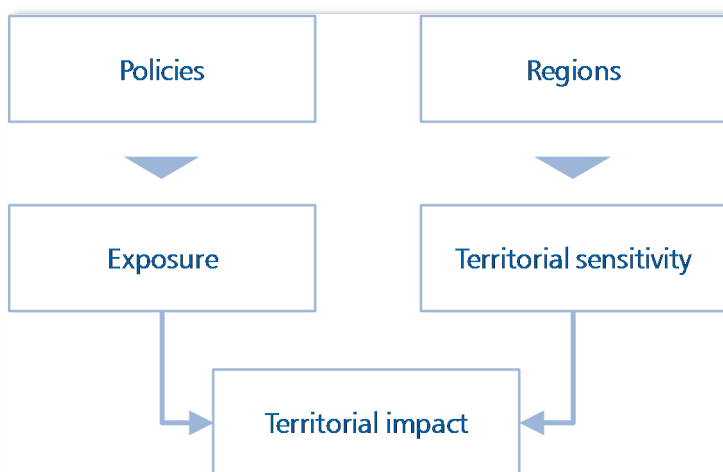 Policies
Regions
Exposure
Territorial sensitivity
Territorial impact